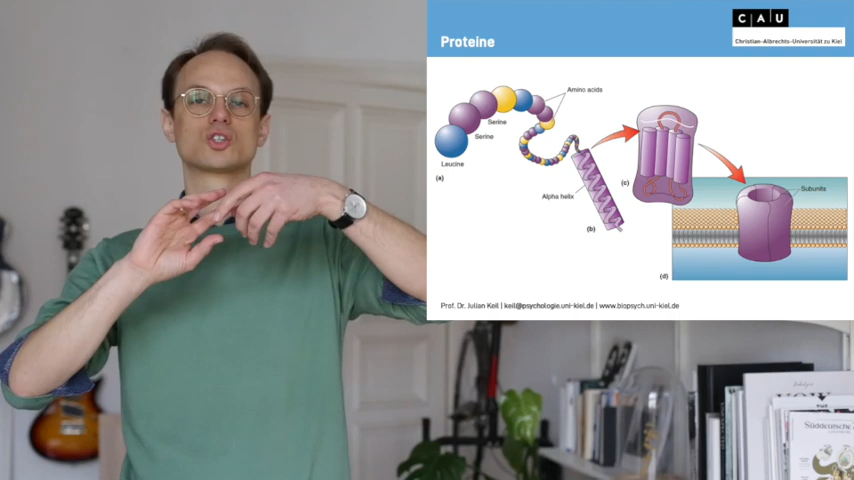 CAU
Christian-Albrechts-Universität zu Kiel
Proteine
Amino acids
Serine
Serine
Leucine
(a)
Alpha helix
(b)
(c)
Subunits
(d)
Prof. Dr. Julian Keil | keil@psychologie.uni-kiel.de | www.biopsych.uni-kiel.de
Süddeutsche